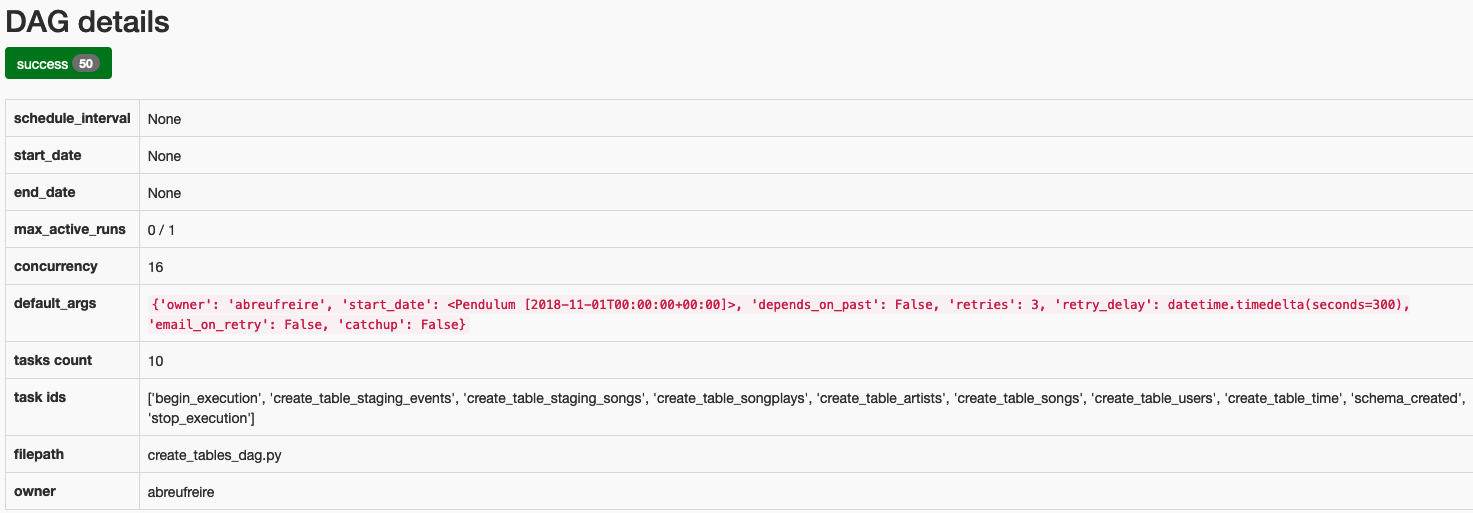 DAG details
success 50
schedule_interval None
start_date None
end_date None
max_active_runs 0 / 1
concurrency 16
default_args {'owner': 'abreufreire', 'start_date': <Pendulum [2018-11-01T00:00:00+00:00]>, 'depends_on_past': False, 'retries': 3, 'retry_delay': datetime.timedelta(seconds=300),
'email_on_retry': False, 'catchup': False}
tasks count 10
task ids ['begin_execution', 'create_table_staging_events', 'create_table_staging_songs', 'create_table_songplays', 'create_table_artists', 'create_table_songs', 'create_table_users', 'create_table_time', 'schema_created',
'stop_execution']
filepath create_tables_dag.py
owner abreufreire